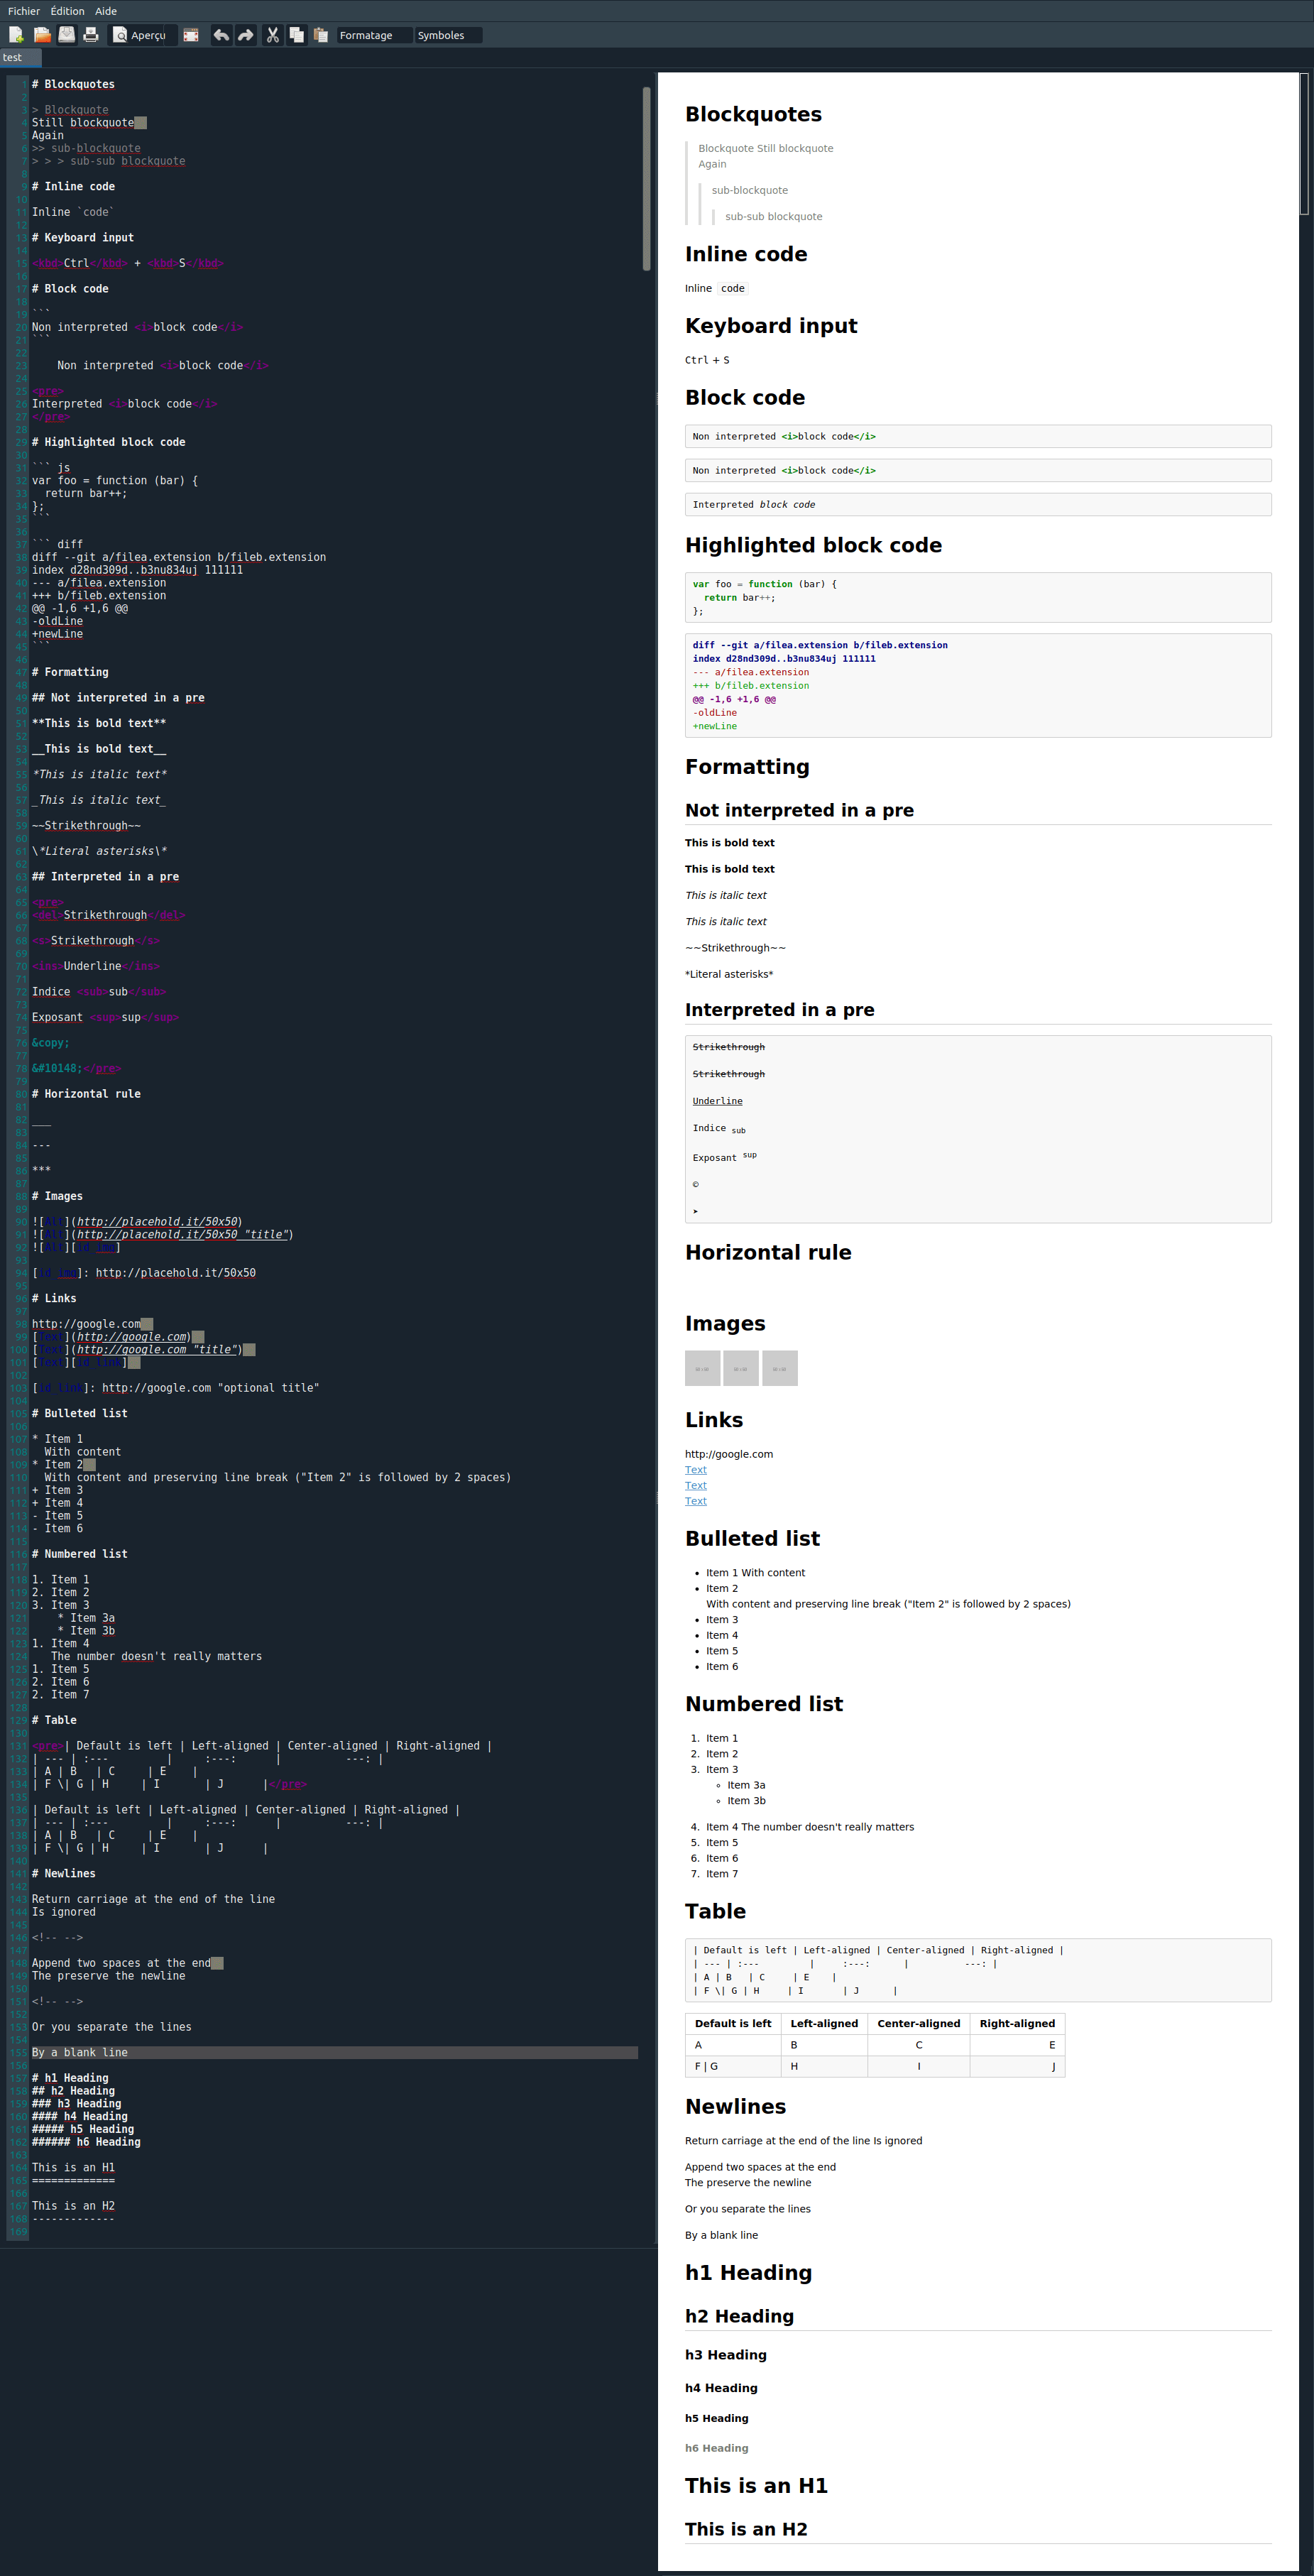 Fichier Édition Aide
Aperçu Formatage Symboles
test
1 # Blockquotes
2
3 > Blockquote
4 Still blockquote
5 Again
6 >> sub-blockquote
7 > > > sub-sub blockquote
8
9 # Inline code
10
11 Inline `code`
12
13 # Keyboard input
14
15 <kbd>Ctrl</kbd> + <kbd>S</kbd>
16
17 # Block code
18
19 ```
20 Non interpreted <i>block code</i>
21 ```
22
23     Non interpreted <i>block code</i>
24
25 <pre>
26 Interpreted <i>block code</i>
27 </pre>
28
29 # Highlighted block code
30
31 ``` js
32 var foo = function (bar) {
33   return bar++;
34 };
35 ```
36
37 ``` diff
38 diff --git a/filea.extension b/fileb.extension
39 index d28nd309d..b3nu834uj 111111
40 --- a/filea.extension
41 +++ b/fileb.extension
42 @@ -1,6 +1,6 @@
43 -oldLine
44 +newLine
45 ```
46
47 # Formatting
48
49 ## Not interpreted in a pre
50
51 **This is bold text**
52
53 __This is bold text__
54
55 *This is italic text*
56
57 _This is italic text_
58
59 ~~Strikethrough~~
60
61 \*Literal asterisks\*
62
63 ## Interpreted in a pre
64
65 <pre>
66 <del>Strikethrough</del>
67
68 <s>Strikethrough</s>
69
70 <ins>Underline</ins>
71
72 Indice <sub>sub</sub>
73
74 Exposant <sup>sup</sup>
75
76 &copy;
77
78 &#10148;</pre>
79
80 # Horizontal rule
81
82 ___
83
84 ---
85
86 ***
87
88 # Images
89
90 ![Alt](http://placehold.it/50x50)
91 ![Alt](http://placehold.it/50x50 "title")
92 ![Alt][id_img]
93
94 [id_img]: http://placehold.it/50x50
95
96 # Links
97
98 http://google.com
99 [Text](http://google.com)
100 [Text](http://google.com "title")
101 [Text][id_link]
102
103 [id_link]: http://google.com "optional title"
104
105 # Bulleted list
106
107 * Item 1
108   With content
109 * Item 2
110   With content and preserving line break ("Item 2" is followed by 2 spaces)
111 + Item 3
112 + Item 4
113 - Item 5
114 - Item 6
115
116 # Numbered list
117
118 1. Item 1
119 2. Item 2
120 3. Item 3
121     * Item 3a
122     * Item 3b
123 1. Item 4
124    The number doesn't really matters
125 1. Item 5
126 2. Item 6
127 2. Item 7
128
129 # Table
130
131 <pre>| Default is left | Left-aligned | Center-aligned | Right-aligned |
132 | --- | :---         |     :---:      |          ---: |
133 | A | B   | C     | E    |
134 | F \| G | H     | I       | J      |</pre>
135
136 | Default is left | Left-aligned | Center-aligned | Right-aligned |
137 | --- | :---         |     :---:      |          ---: |
138 | A | B   | C     | E    |
139 | F \| G | H     | I       | J      |
140
141 # Newlines
142
143 Return carriage at the end of the line
144 Is ignored
145
146 <!-- -->
147
148 Append two spaces at the end
149 The preserve the newline
150
151 <!-- -->
152
153 Or you separate the lines
154
155 By a blank line
156
157 # h1 Heading
158 ## h2 Heading
159 ### h3 Heading
160 #### h4 Heading
161 ##### h5 Heading
162 ###### h6 Heading
163
164 This is an H1
165 =============
166
167 This is an H2
168 -------------
169
Blockquotes
Blockquote Still blockquote
Again
sub-blockquote
sub-sub blockquote
Inline code
Inline code
Keyboard input
Ctrl + S
Block code
Non interpreted <i>block code</i>
Non interpreted <i>block code</i>
Interpreted block code
Highlighted block code
var foo = function (bar) {
  return bar++;
};
diff --git a/filea.extension b/fileb.extension
index d28nd309d..b3nu834uj 111111
--- a/filea.extension
+++ b/fileb.extension
@@ -1,6 +1,6 @@
-oldLine
+newLine
Formatting
Not interpreted in a pre
This is bold text
This is bold text
This is italic text
This is italic text
~~Strikethrough~~
*Literal asterisks*
Interpreted in a pre
Strikethrough
Strikethrough
Underline
Indice sub
Exposant sup
©
➤
Horizontal rule
Images
Links
http://google.com
Text
Text
Text
Bulleted list
• Item 1 With content
• Item 2
With content and preserving line break ("Item 2" is followed by 2 spaces)
• Item 3
• Item 4
• Item 5
• Item 6
Numbered list
1. Item 1
2. Item 2
3. Item 3
◦ Item 3a
◦ Item 3b
4. Item 4 The number doesn't really matters
5. Item 5
6. Item 6
7. Item 7
Table
| Default is left | Left-aligned | Center-aligned | Right-aligned |
| --- | :---         |     :---:      |          ---: |
| A | B   | C     | E    |
| F \| G | H     | I       | J      |
Default is left Left-aligned Center-aligned Right-aligned
A B C E
F | G H I J
Newlines
Return carriage at the end of the line Is ignored
Append two spaces at the end
The preserve the newline
Or you separate the lines
By a blank line
h1 Heading
h2 Heading
h3 Heading
h4 Heading
h5 Heading
h6 Heading
This is an H1
This is an H2